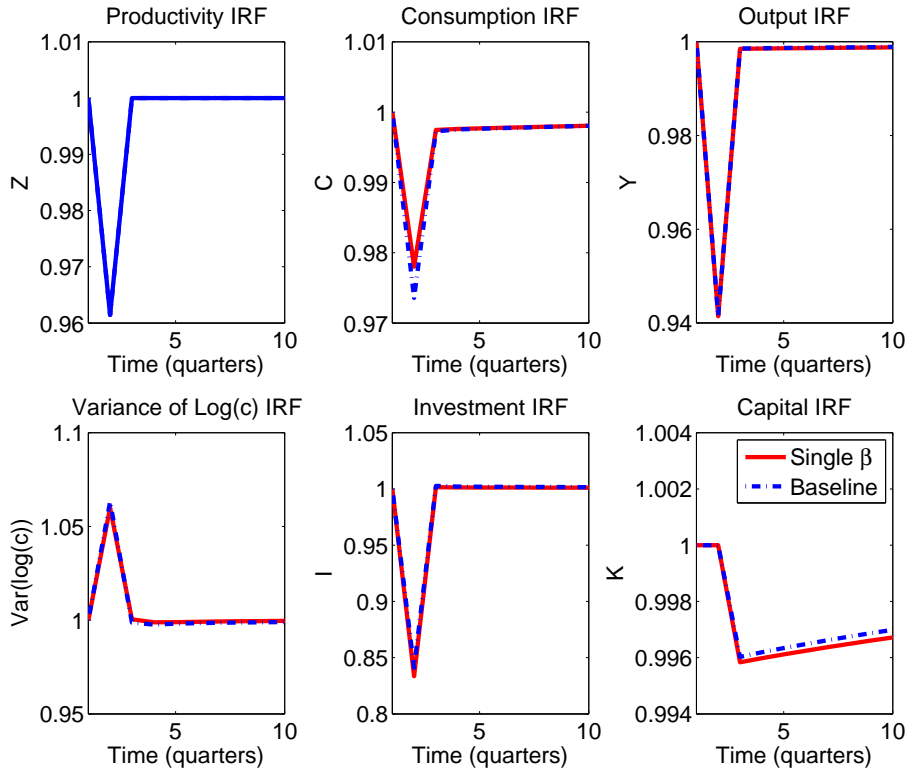 Productivity IRF
1.01
1
0.99
0.98
0.97
0.96
Z
5
10
Time (quarters)
Consumption IRF
1.01
1
0.99
0.98
0.97
C
5
10
Time (quarters)
Output IRF
1
0.98
0.96
0.94
Y
5
10
Time (quarters)
Variance of Log(c) IRF
1.1
1.05
1
0.95
Var(log(c))
5
10
Time (quarters)
Investment IRF
1.05
1
0.95
0.9
0.85
0.8
I
5
10
Time (quarters)
Capital IRF
1.004
1.002
1
0.998
0.996
0.994
K
Single β
Baseline
5
10
Time (quarters)